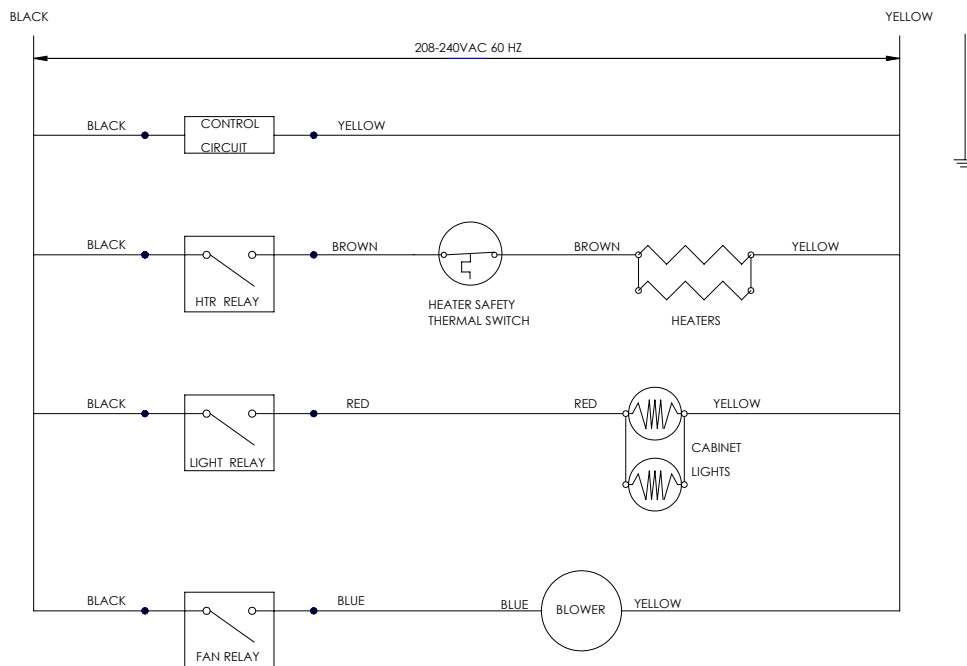 BLACK
YELLOW
208-240VAC 60 HZ
BLACK
CONTROL
CIRCUIT
YELLOW
BLACK
HTR RELAY
BROWN
HEATER SAFETY
THERMAL SWITCH
BROWN
HEATERS
YELLOW
BLACK
LIGHT RELAY
RED
RED
YELLOW
CABINET
LIGHTS
BLACK
FAN RELAY
BLUE
BLUE
BLOWER
YELLOW